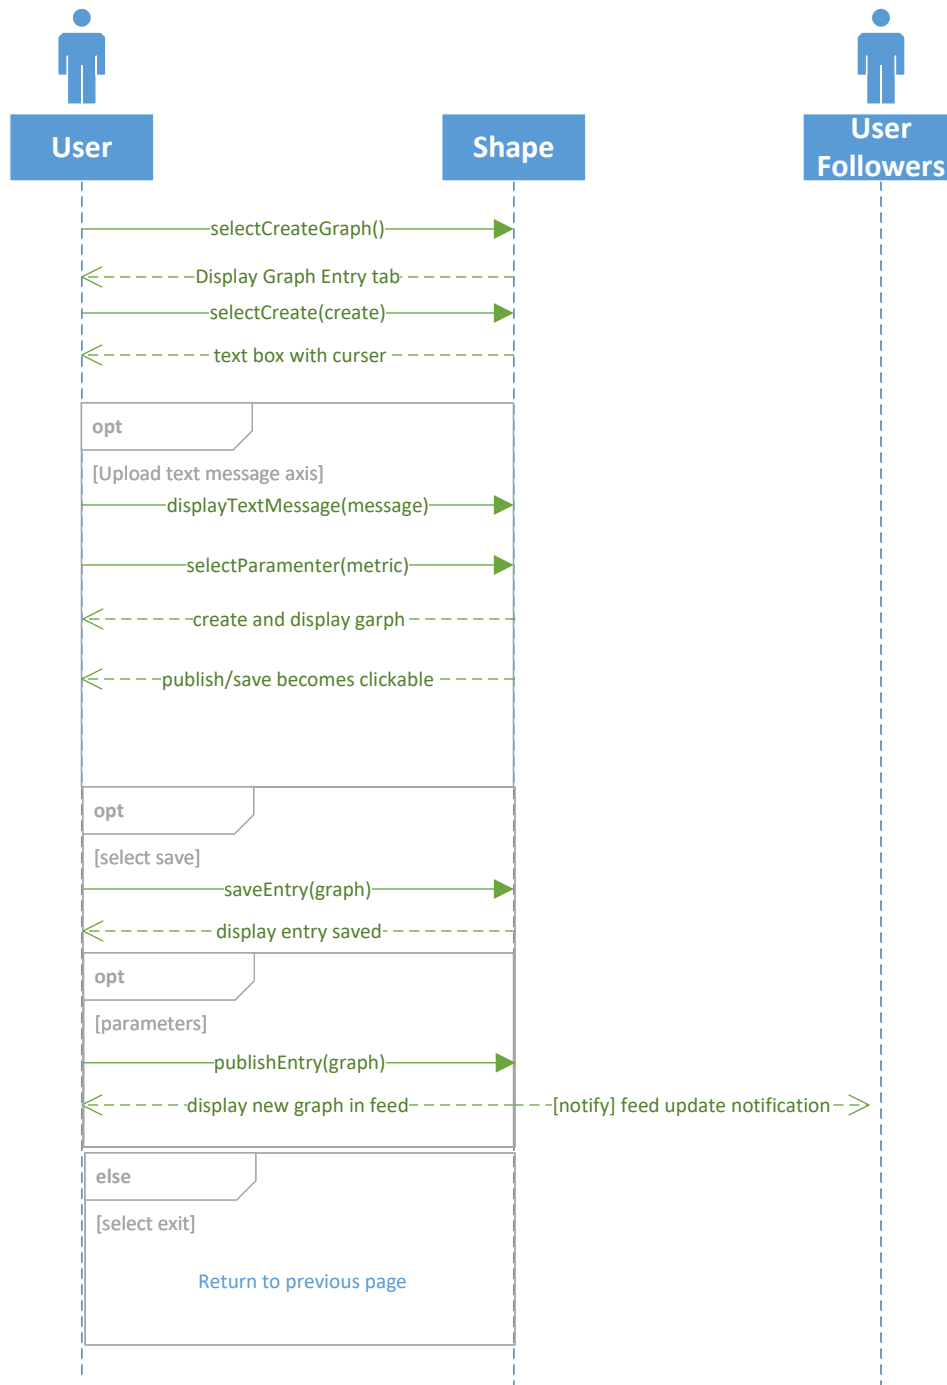 User
Shape
User
Followers
selectCreateGraph()
Display Graph Entry tab
selectCreate(create)
text box with curser
opt
[Upload text message axis]
displayTextMessage(message)
selectParamenter(metric)
create and display garph
publish/save becomes clickable
opt
[select save]
saveEntry(graph)
display entry saved
opt
[parameters]
publishEntry(graph)
display new graph in feed
[notify] feed update notification
else
[select exit]
Return to previous page